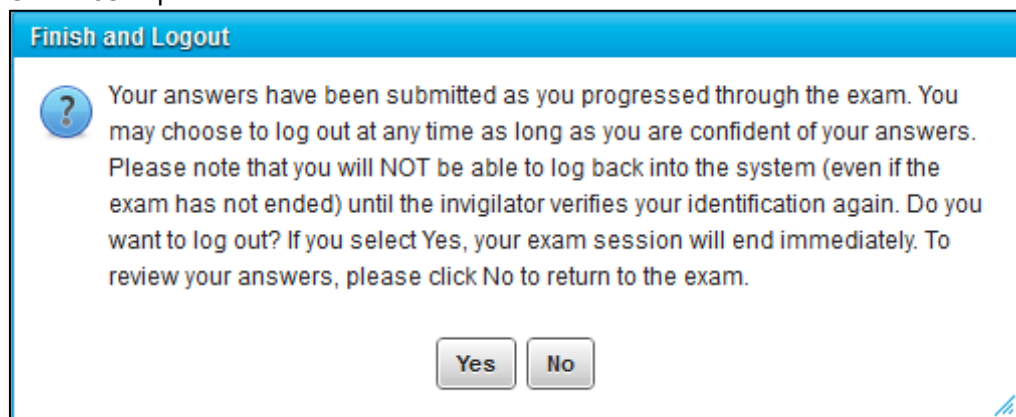 Finish and Logout
Your answers have been submitted as you progressed through the exam. You
may choose to log out at any time as long as you are confident of your answers.
Please note that you will NOT be able to log back into the system (even if the
exam has not ended) until the invigilator verifies your identification again. Do you
want to log out? If you select Yes, your exam session will end immediately. To
review your answers, please click No to return to the exam.
Yes No